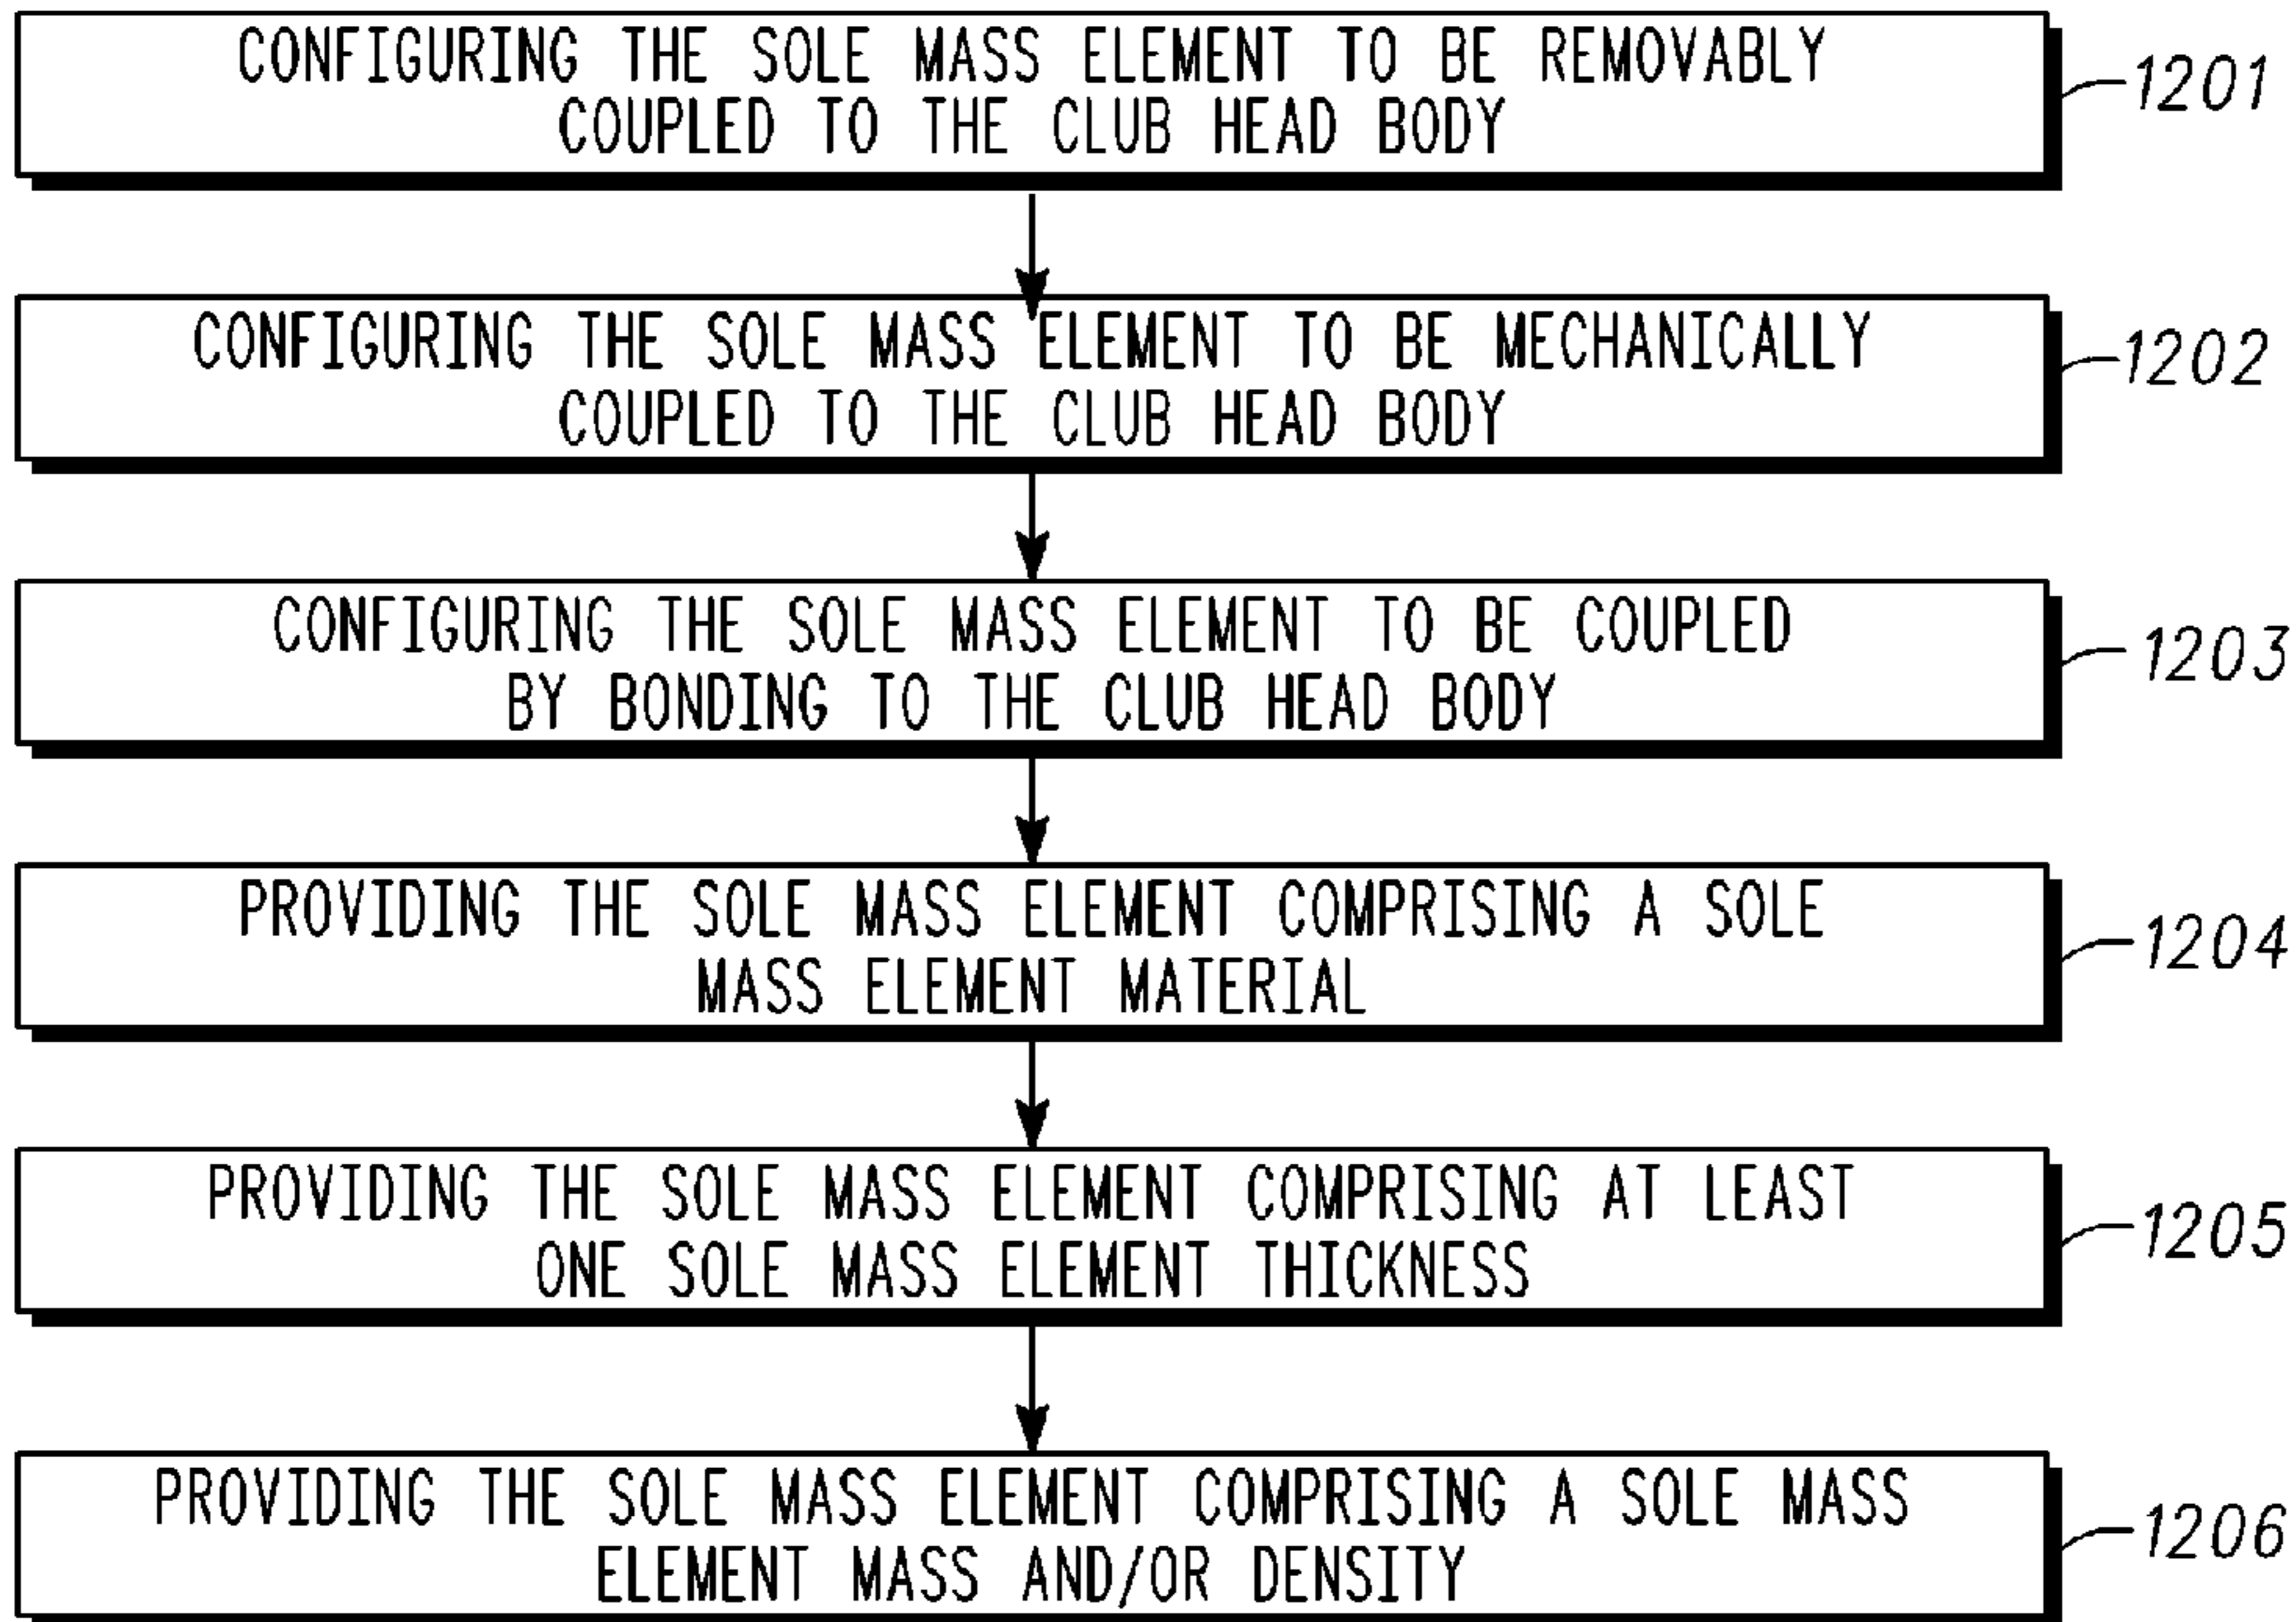 CONFIGURING THE SOLE MASS ELEMENT TO BE REMOVABLY
COUPLED TO THE CLUB HEAD BODY
1201
CONFIGURING THE SOLE MASS ELEMENT TO BE MECHANICALLY
COUPLED TO THE CLUB HEAD BODY
1202
CONFIGURING THE SOLE MASS ELEMENT TO BE COUPLED
BY BONDING TO THE CLUB HEAD BODY
1203
PROVIDING THE SOLE MASS ELEMENT COMPRISING A SOLE
MASS ELEMENT MATERIAL
1204
PROVIDING THE SOLE MASS ELEMENT COMPRISING AT LEAST
ONE SOLE MASS ELEMENT THICKNESS
1205
PROVIDING THE SOLE MASS ELEMENT COMPRISING A SOLE MASS
ELEMENT MASS AND/OR DENSITY
1206